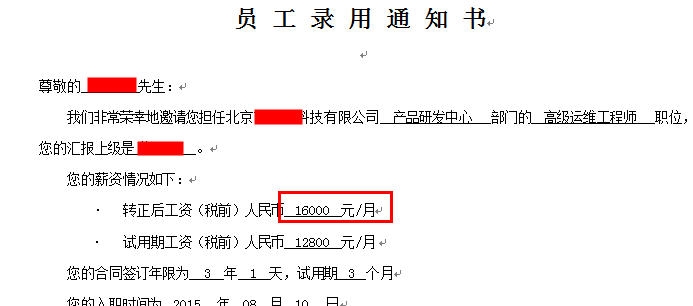 员 工 录 用 通 知 书
尊敬的 先生：
我们非常荣幸地邀请您担任北京 科技有限公司 产品研发中心 部门的 高级运维工程师 职位，
您的汇报上级是 。
您的薪资情况如下：
· 转正后工资（税前）人民币 16000 元/月
· 试用期工资（税前）人民币 12800 元/月
您的合同签订年限为 3 年 1 天，试用期 3 个月
您的入职时间为 2015 年 08 月 10 日